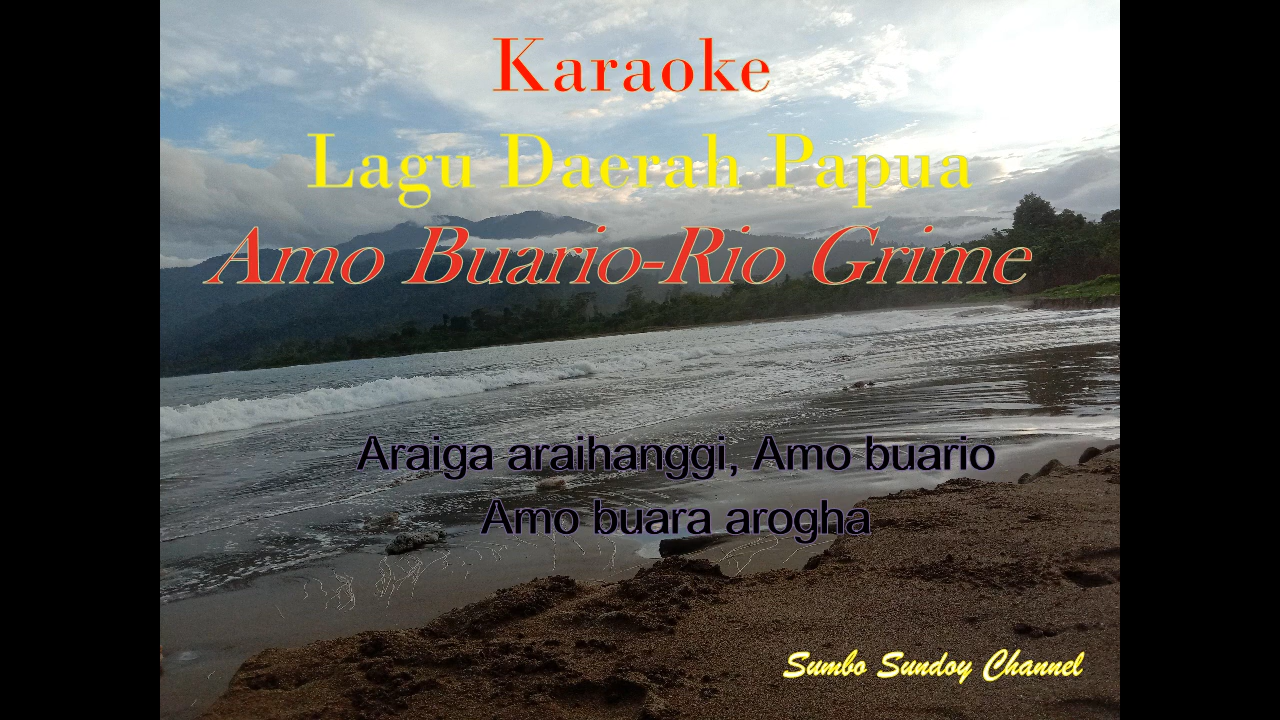 Karaoke
Lagu Daerah Papua
Amo Buario-Rio Grime
Araiga araihanggi, Amo buario
Amo buara arogha
Sumbo Sundoy Channel